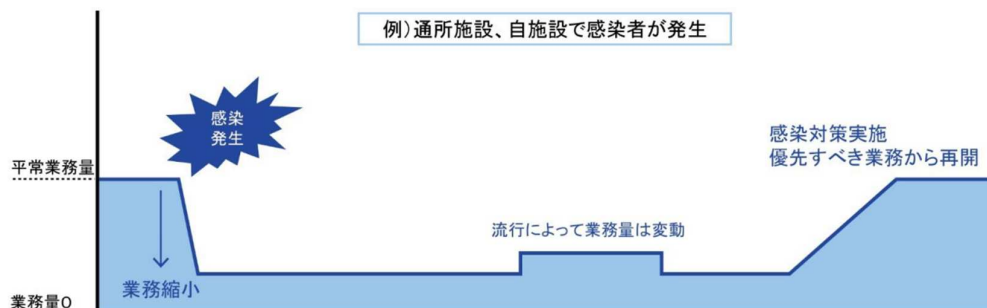 例)通所施設、自施設で感染者が発生
感染
発生
感染対策実施
優先すべき業務から再開
平常業務量
流行によって業務量は変動
業務縮小
業務量0